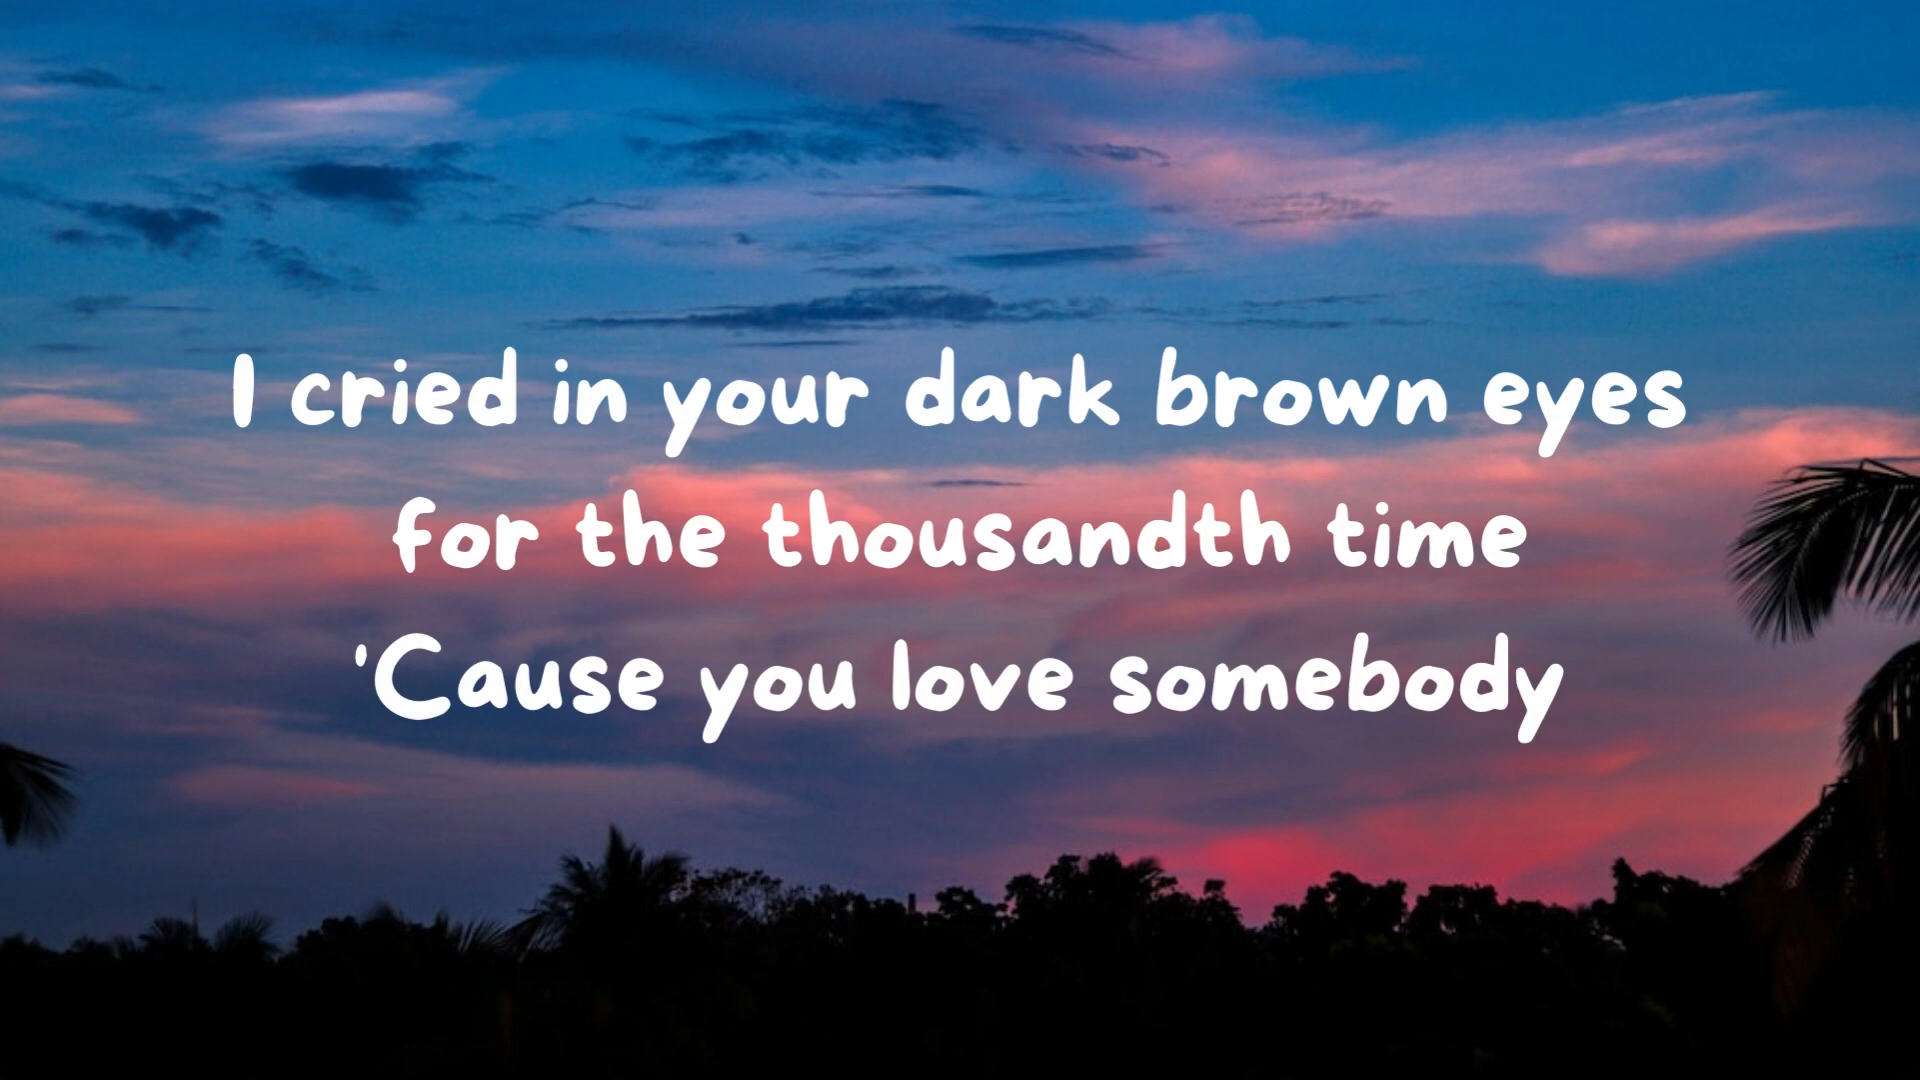 I cried in your dark brown eyes
for the thousandth time
'Cause you love somebody